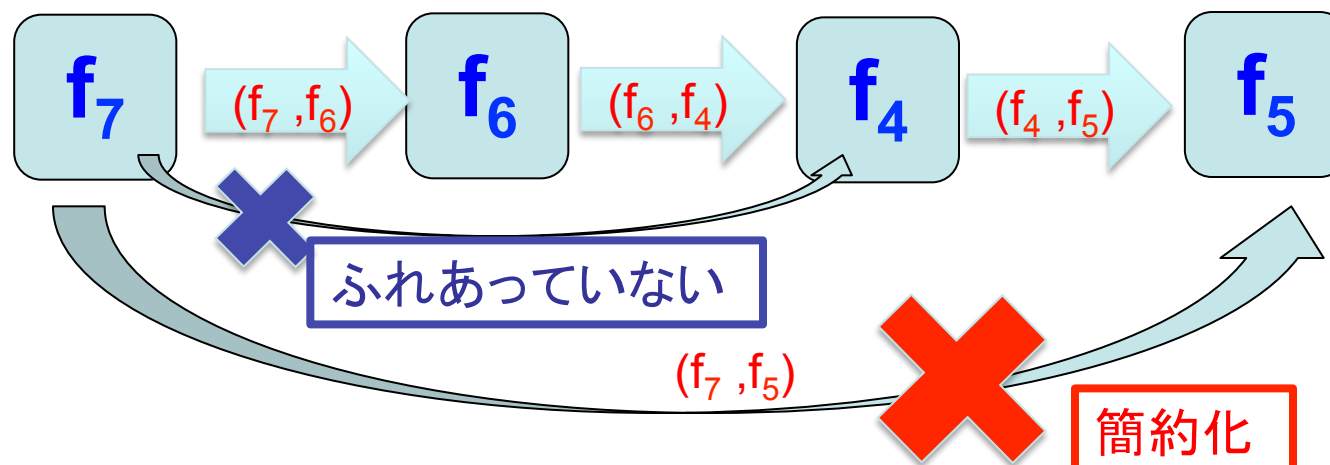 f₇ (f₇ ,f₆) f₆ (f₆ ,f₄) f₄ (f₄ ,f₅) f₅
ふれあっていない
(f₇ ,f₅)
簡約化